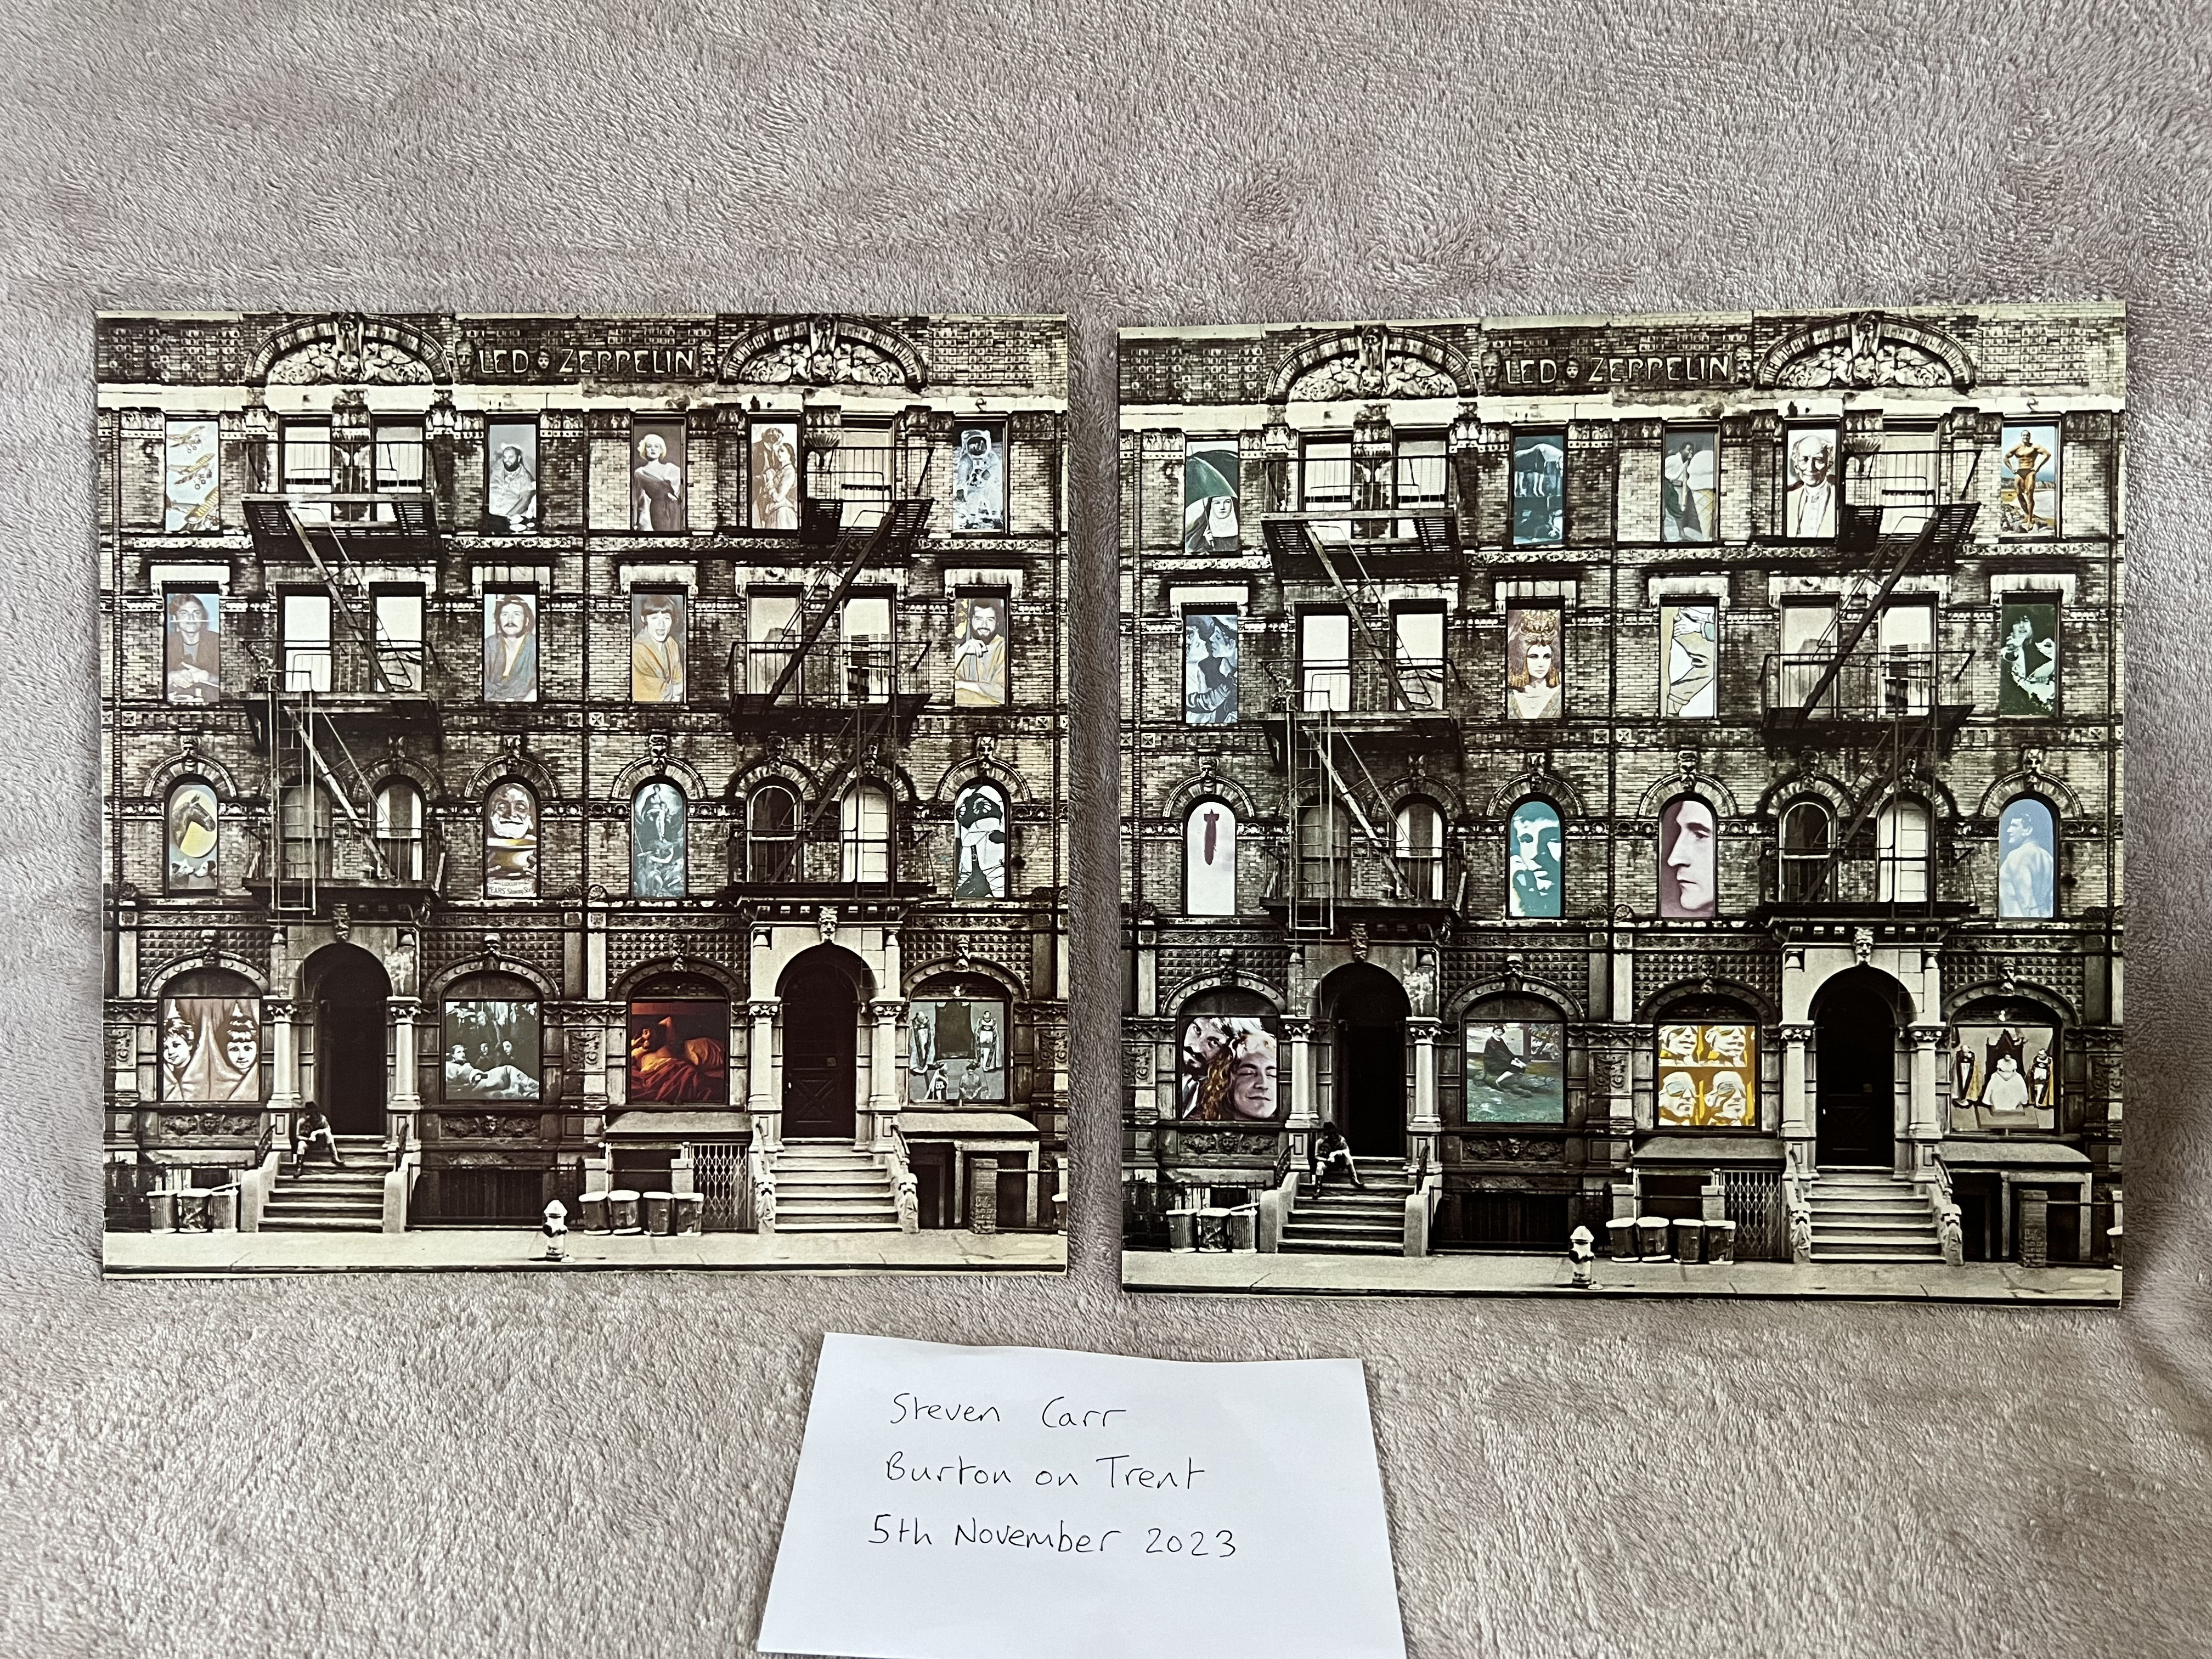 LED ZEPPELIN
LED ZEPPELIN
Steven Carr
Burton on Trent
5th November 2023